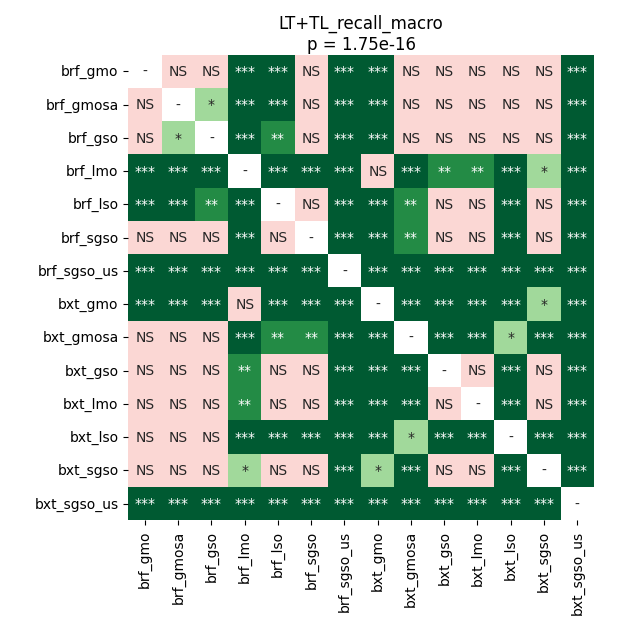 LT+TL_recall_macro
p = 1.75e-16
brf_gmo - NS NS *** *** NS *** *** NS NS NS NS NS ***
brf_gmosa NS - * *** *** NS *** *** NS NS NS NS NS ***
brf_gso NS * - *** ** NS *** *** NS NS NS NS NS ***
brf_lmo *** *** *** - *** *** *** NS *** ** ** *** * ***
brf_lso *** *** ** *** - NS *** *** ** NS NS *** NS ***
brf_sgso NS NS NS *** NS - *** *** ** NS NS *** NS ***
brf_sgso_us *** *** *** *** *** *** - *** *** *** *** *** *** ***
bxt_gmo *** *** *** NS *** *** *** - *** *** *** *** * ***
bxt_gmosa NS NS NS *** ** ** *** *** - *** *** * *** ***
bxt_gso NS NS NS ** NS NS *** *** *** - NS *** NS ***
bxt_lmo NS NS NS ** NS NS *** *** *** NS - *** NS ***
bxt_lso NS NS NS *** *** *** *** *** * *** *** - *** ***
bxt_sgso NS NS NS * NS NS *** * *** NS NS *** - ***
bxt_sgso_us *** *** *** *** *** *** *** *** *** *** *** *** *** -
brf_gmo brf_gmosa brf_gso brf_lmo brf_lso brf_sgso brf_sgso_us bxt_gmo bxt_gmosa bxt_gso bxt_lmo bxt_lso bxt_sgso bxt_sgso_us